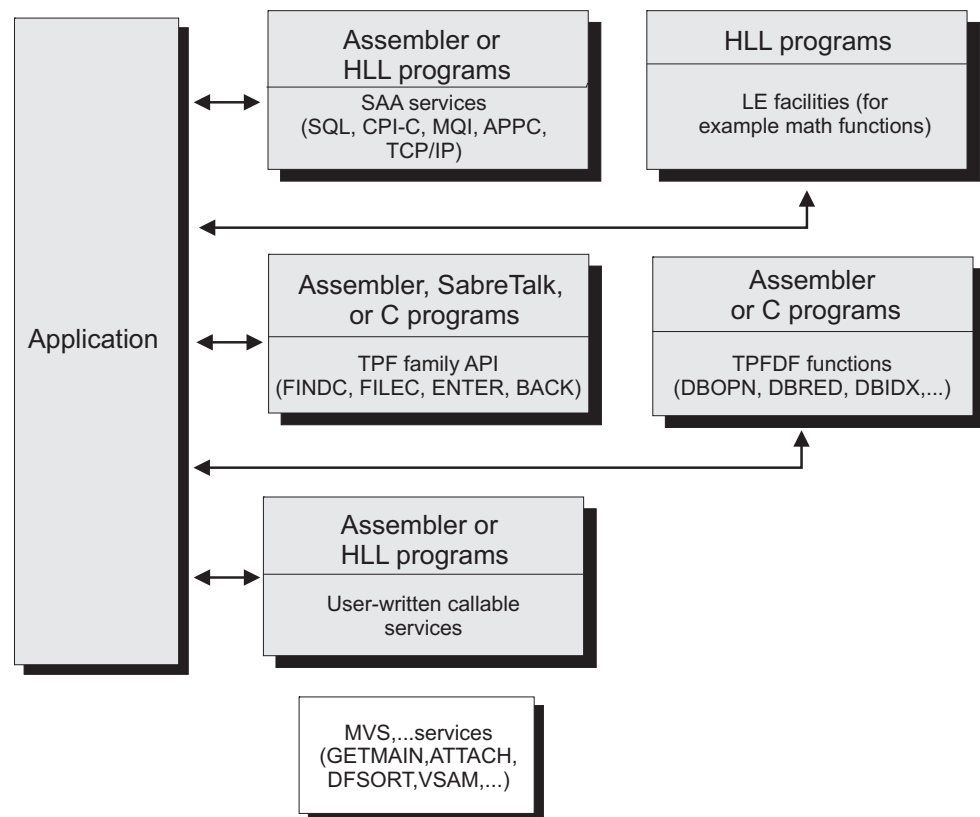 Application
Assembler or
HLL programs
SAA services
(SQL, CPI-C, MQI, APPC,
TCP/IP)
HLL programs
LE facilities (for
example math functions)
Assembler, SabreTalk,
or C programs
TPF family API
(FINDC, FILEC, ENTER, BACK)
Assembler
or C programs
TPFDF functions
(DBOPN, DBRED, DBIDX,...)
Assembler or
HLL programs
User-written callable
services
MVS,...services
(GETMAIN,ATTACH,
DFSORT,VSAM,...)